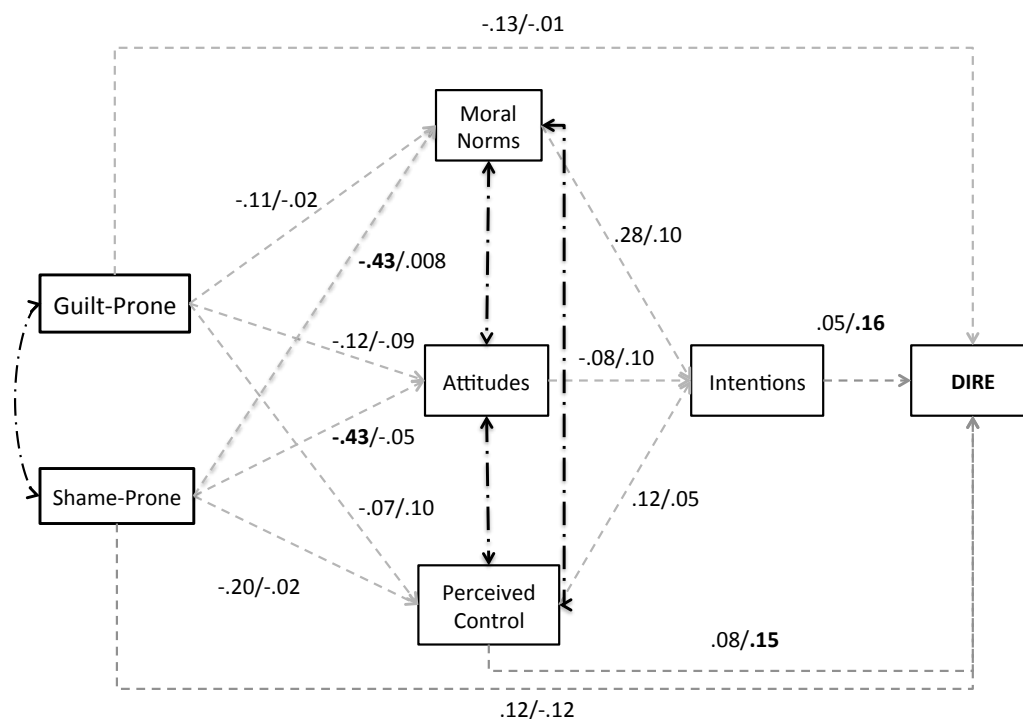 -.13/-.01
Moral
Norms
-.11/-.02
.28/.10
-.43/.008
Guilt-Prone
.05/.16
-.12/-.09
-.08/.10
Attitudes
Intentions
DIRE
-.43/-.05
Shame-Prone
-.07/.10
.12/.05
-.20/-.02
Perceived
Control
.08/.15
.12/-.12